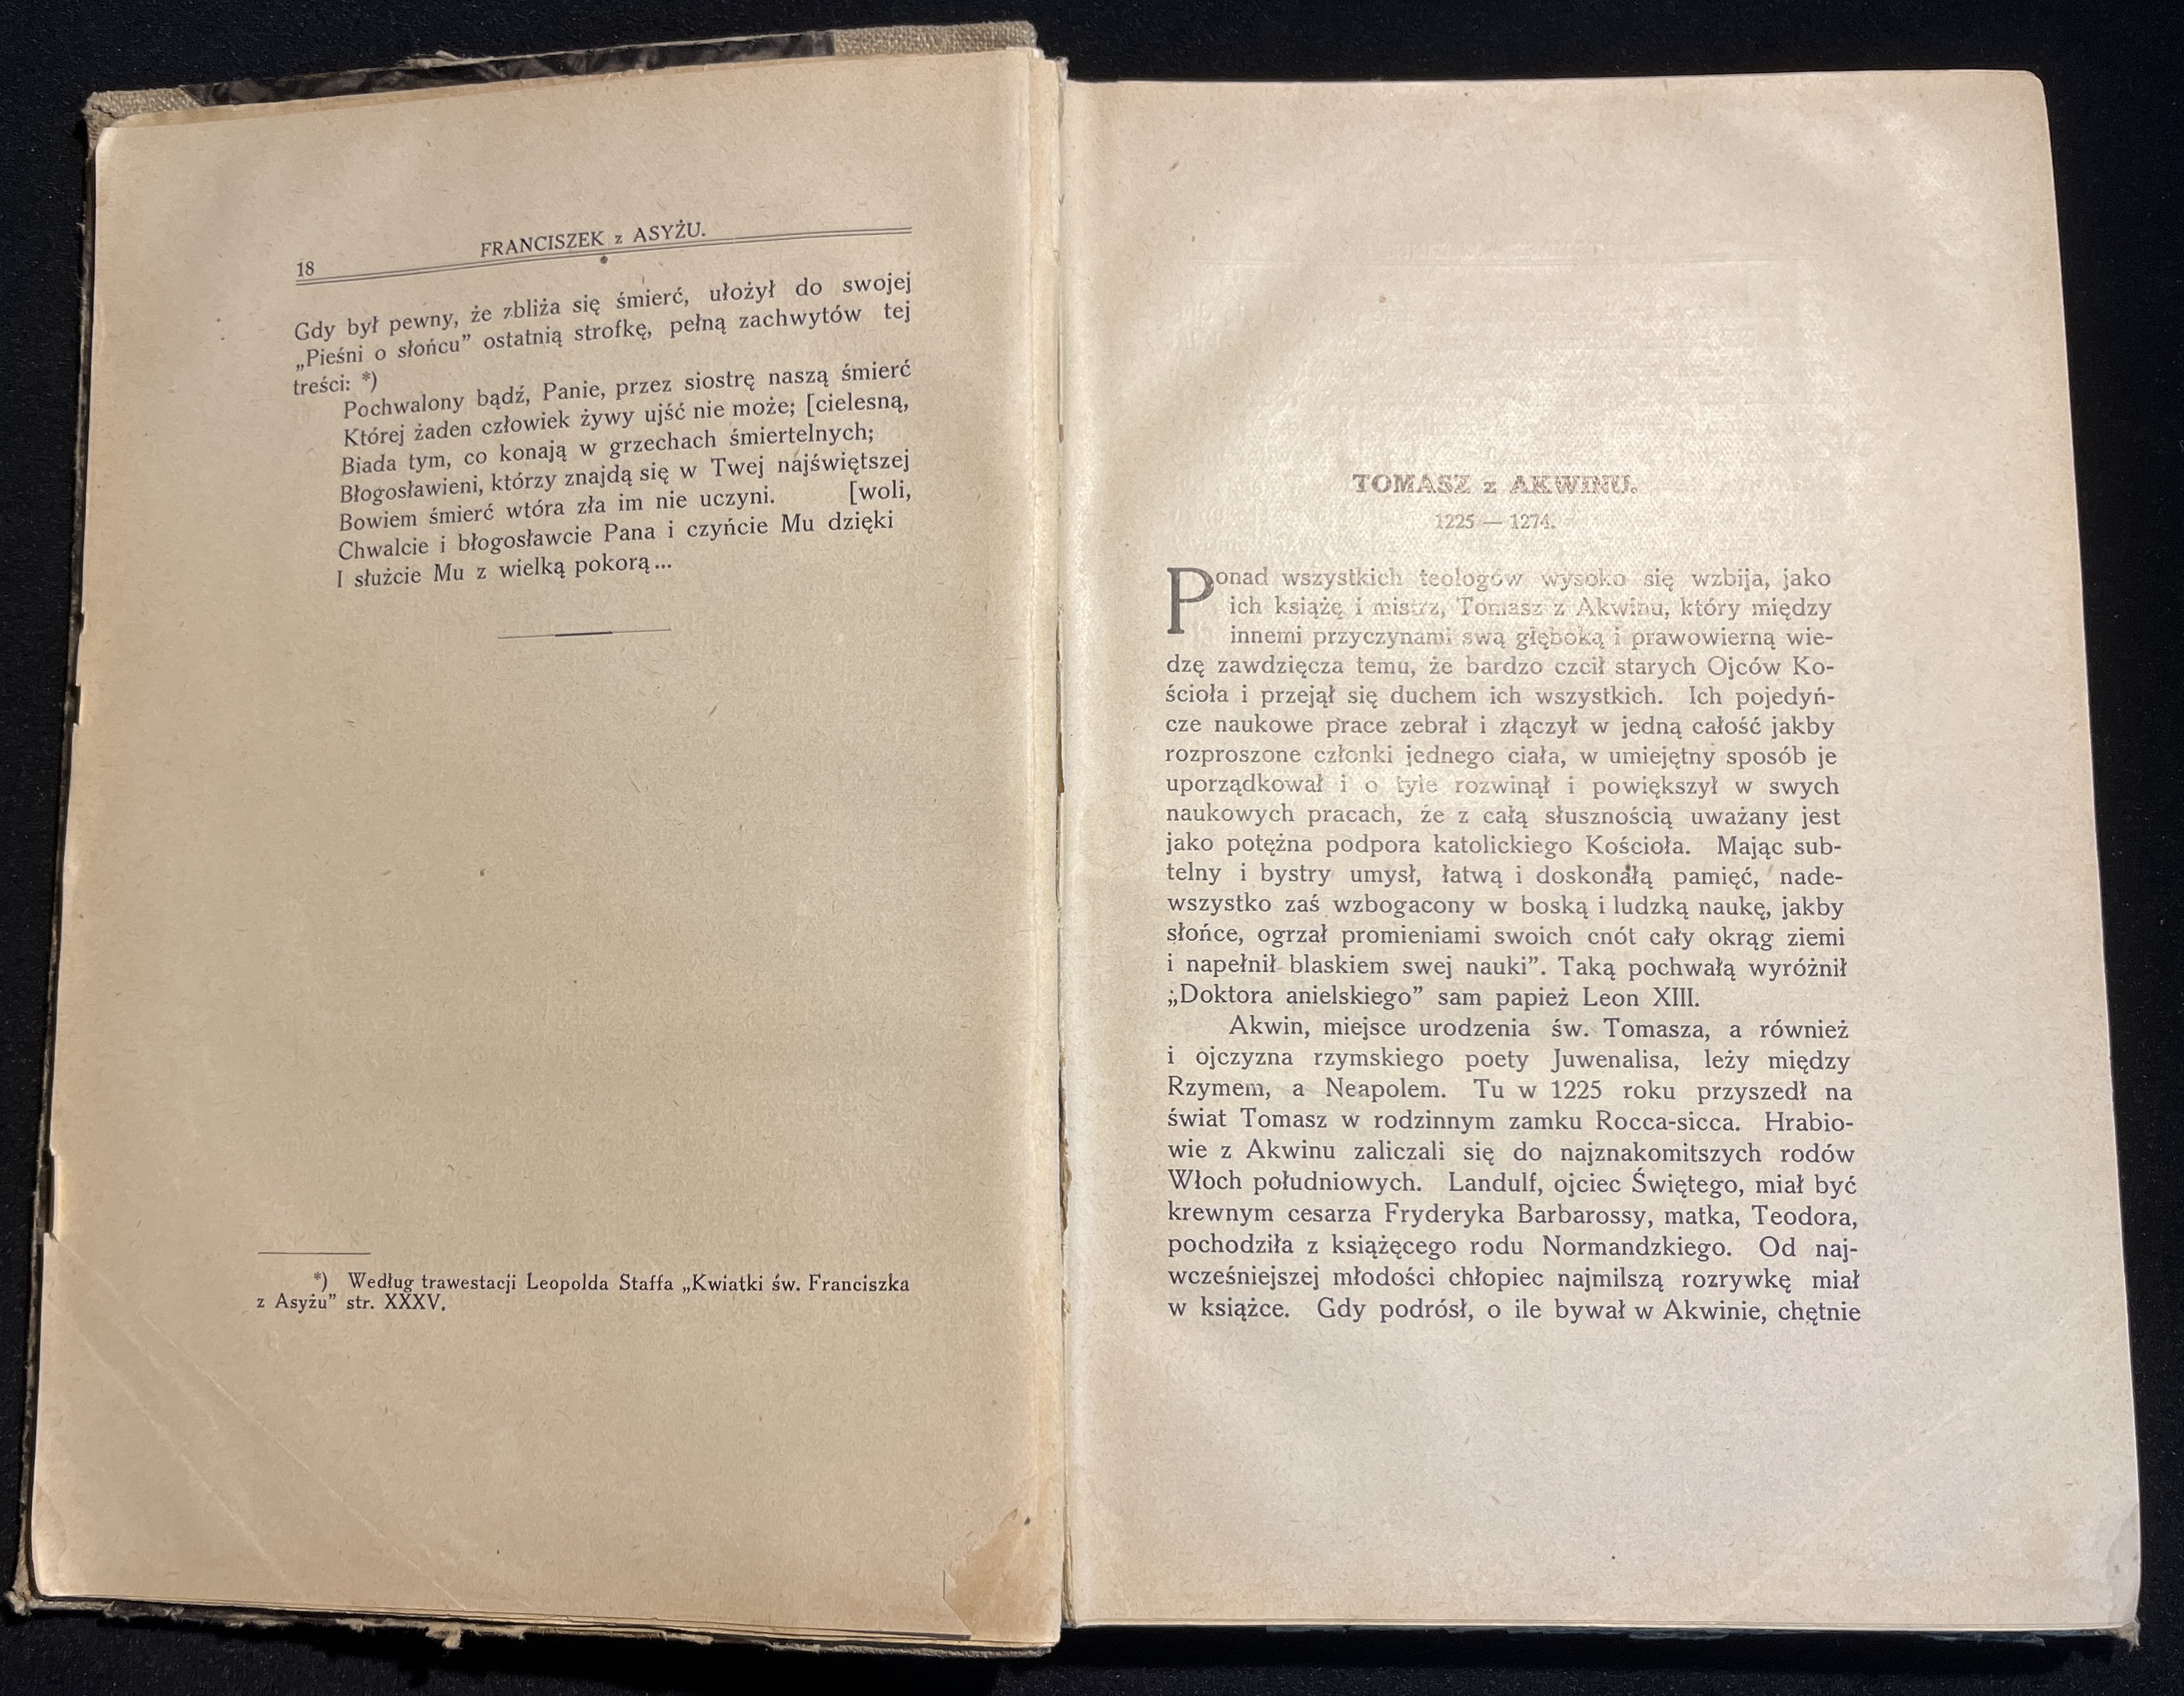 18
FRANCISZEK z ASYŻU.
Gdy był pewny, że zbliża się śmierć, ułożył do swojej
„Pieśni o słońcu” ostatnią strofkę, pełną zachwytów tej
treści: *)
Pochwalony bądź, Panie, przez siostrę naszą śmierć
Której żaden człowiek żywy ujść nie może; [cielesną,
Biada tym, co konają w grzechach śmiertelnych;
Błogosławieni, którzy znajdą się w Twej najświętszej
Bowiem śmierć wtóra zła im nie uczyni. [woli,
Chwalcie i błogosławcie Pana i czyńcie Mu dzięki
I służcie Mu z wielką pokorą...
*) Według trawestacji Leopolda Staffa „Kwiatki św. Franciszka
z Asyżu” str. XXXV.
TOMASZ z AKWINU.
1225 — 1274.
Ponad wszystkich teologów wysoko się wzbija, jako
ich książę i mistrz, Tomasz z Akwinu, który między
innemi przyczynami swą głęboką i prawowierną wie-
dzę zawdzięcza temu, że bardzo czcił starych Ojców Ko-
ścioła i przejął się duchem ich wszystkich. Ich pojedyń-
cze naukowe prace zebrał i złączył w jedną całość jakby
rozproszone członki jednego ciała, w umiejętny sposób je
uporządkował i o tyle rozwinął i powiększył w swych
naukowych pracach, że z całą słusznością uważany jest
jako potężna podpora katolickiego Kościoła. Mając sub-
telny i bystry umysł, łatwą i doskonałą pamięć, nade-
wszystko zaś wzbogacony w boską i ludzką naukę, jakby
słońce, ogrzał promieniami swoich cnót cały okrąg ziemi
i napełnił blaskiem swej nauki”. Taką pochwałą wyróżnił
„Doktora anielskiego” sam papież Leon XIII.
Akwin, miejsce urodzenia św. Tomasza, a również
i ojczyzna rzymskiego poety Juwenalisa, leży między
Rzymem, a Neapolem. Tu w 1225 roku przyszedł na
świat Tomasz w rodzinnym zamku Rocca-sicca. Hrabio-
wie z Akwinu zaliczali się do najznakomitszych rodów
Włoch południowych. Landulf, ojciec Świętego, miał być
krewnym cesarza Fryderyka Barbarossy, matka, Teodora,
pochodziła z książęcego rodu Normandzkiego. Od naj-
wcześniejszej młodości chłopiec najmilszą rozrywkę miał
w książce. Gdy podrósł, o ile bywał w Akwinie, chętnie